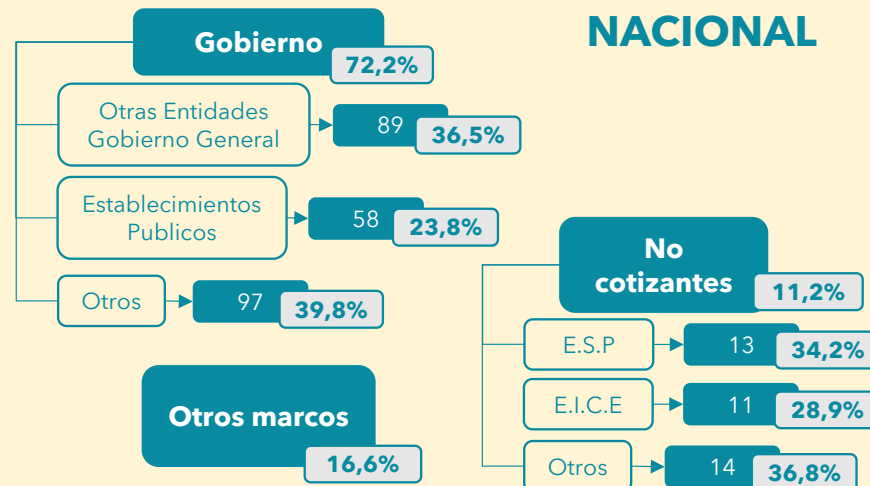 NACIONAL
Gobierno
72,2%
Otras Entidades
Gobierno General
89
36,5%
Establecimientos
Publicos
58
23,8%
Otros
97
39,8%
Otros marcos
16,6%
No
cotizantes
11,2%
E.S.P
13
34,2%
E.I.C.E
11
28,9%
Otros
14
36,8%